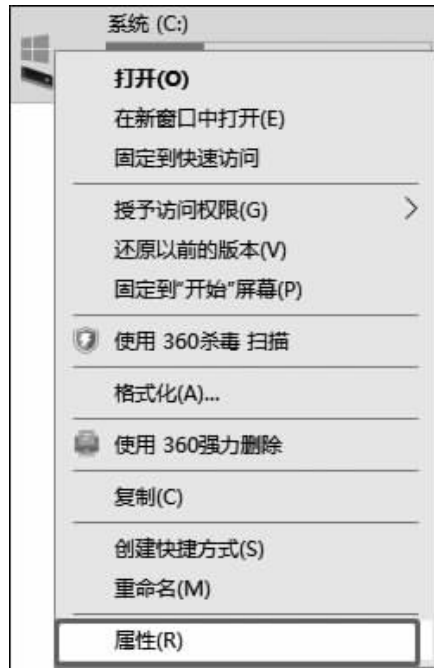 系统 (C:)
打开(O)
在新窗口中打开(E)
固定到快速访问
授予访问权限(G)
还原以前的版本(V)
固定到"开始"屏幕(P)
使用 360杀毒 扫描
格式化(A)...
使用 360强力删除
复制(C)
创建快捷方式(S)
重命名(M)
属性(R)